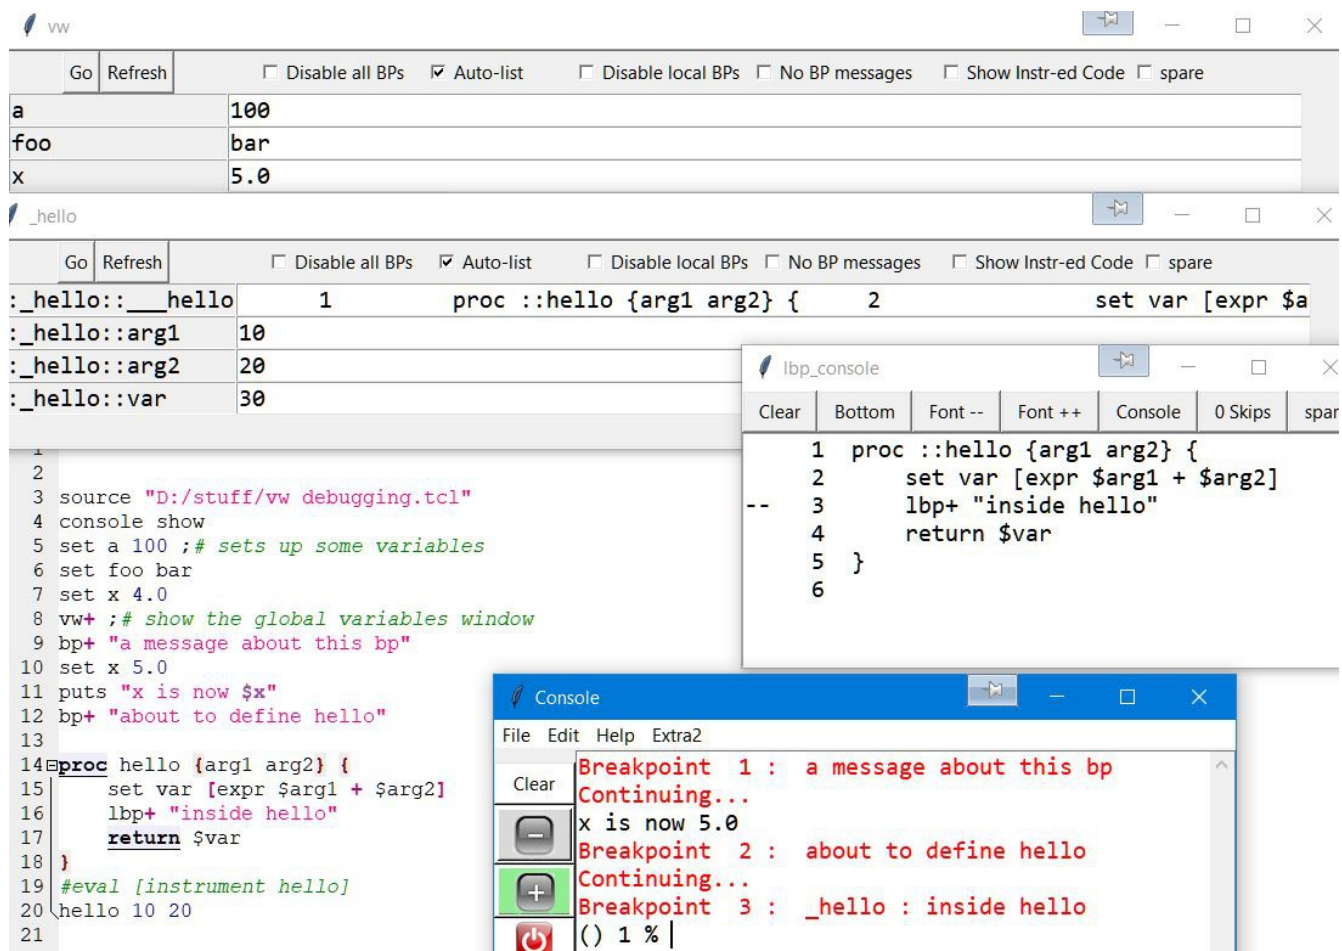 vw
Go Refresh Disable all BPs Auto-list Disable local BPs No BP messages Show Instr-ed Code spare
a 100
foo bar
x 5.0
_hello
Go Refresh Disable all BPs Auto-list Disable local BPs No BP messages Show Instr-ed Code spare
:_hello::___hello 1 proc ::hello {arg1 arg2} { 2 set var [expr $a
:_hello::arg1 10
:_hello::arg2 20
:_hello::var 30
lbp_console
Clear Bottom Font -- Font ++ Console 0 Skips spar
1 proc ::hello {arg1 arg2} {
2 set var [expr $arg1 + $arg2]
-- 3 lbp+ "inside hello"
4 return $var
5 }
6
1
2
3 source "D:/stuff/vw debugging.tcl"
4 console show
5 set a 100 ;# sets up some variables
6 set foo bar
7 set x 4.0
8 vw+ ;# show the global variables window
9 bp+ "a message about this bp"
10 set x 5.0
11 puts "x is now $x"
12 bp+ "about to define hello"
13
14 proc hello {arg1 arg2} {
15 set var [expr $arg1 + $arg2]
16 lbp+ "inside hello"
17 return $var
18 }
19 #eval [instrument hello]
20 hello 10 20
21
Console
File Edit Help Extra2
Clear
Breakpoint 1 : a message about this bp
Continuing...
x is now 5.0
Breakpoint 2 : about to define hello
Continuing...
Breakpoint 3 : _hello : inside hello
() 1 %